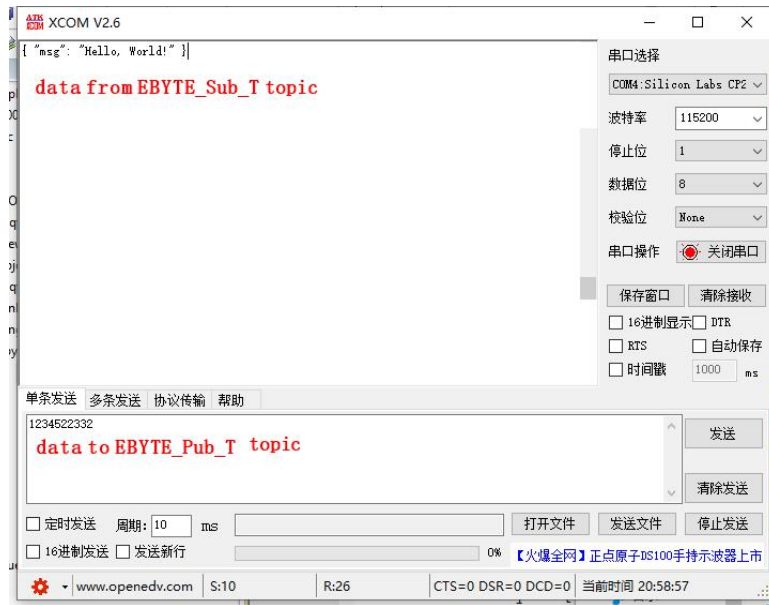 XCOM V2.6
{ "msg": "Hello, World!" }
data from EBYTE_Sub_T topic
串口选择
COM4:Silicon Labs CP2
波特率 115200
停止位 1
数据位 8
校验位 None
串口操作 关闭串口
保存窗口 清除接收
16进制显示 DTR
RTS 自动保存
时间戳 1000 ms
单条发送 多条发送 协议传输 帮助
1234522332
data to EBYTE_Pub_T topic
发送
清除发送
定时发送 周期: 10 ms 打开文件 发送文件 停止发送
16进制发送 发送新行 0% 【火爆全网】正点原子DS100手持示波器上市
www.openedv.com S:10 R:26 CTS=0 DSR=0 DCD=0 当前时间 20:58:57